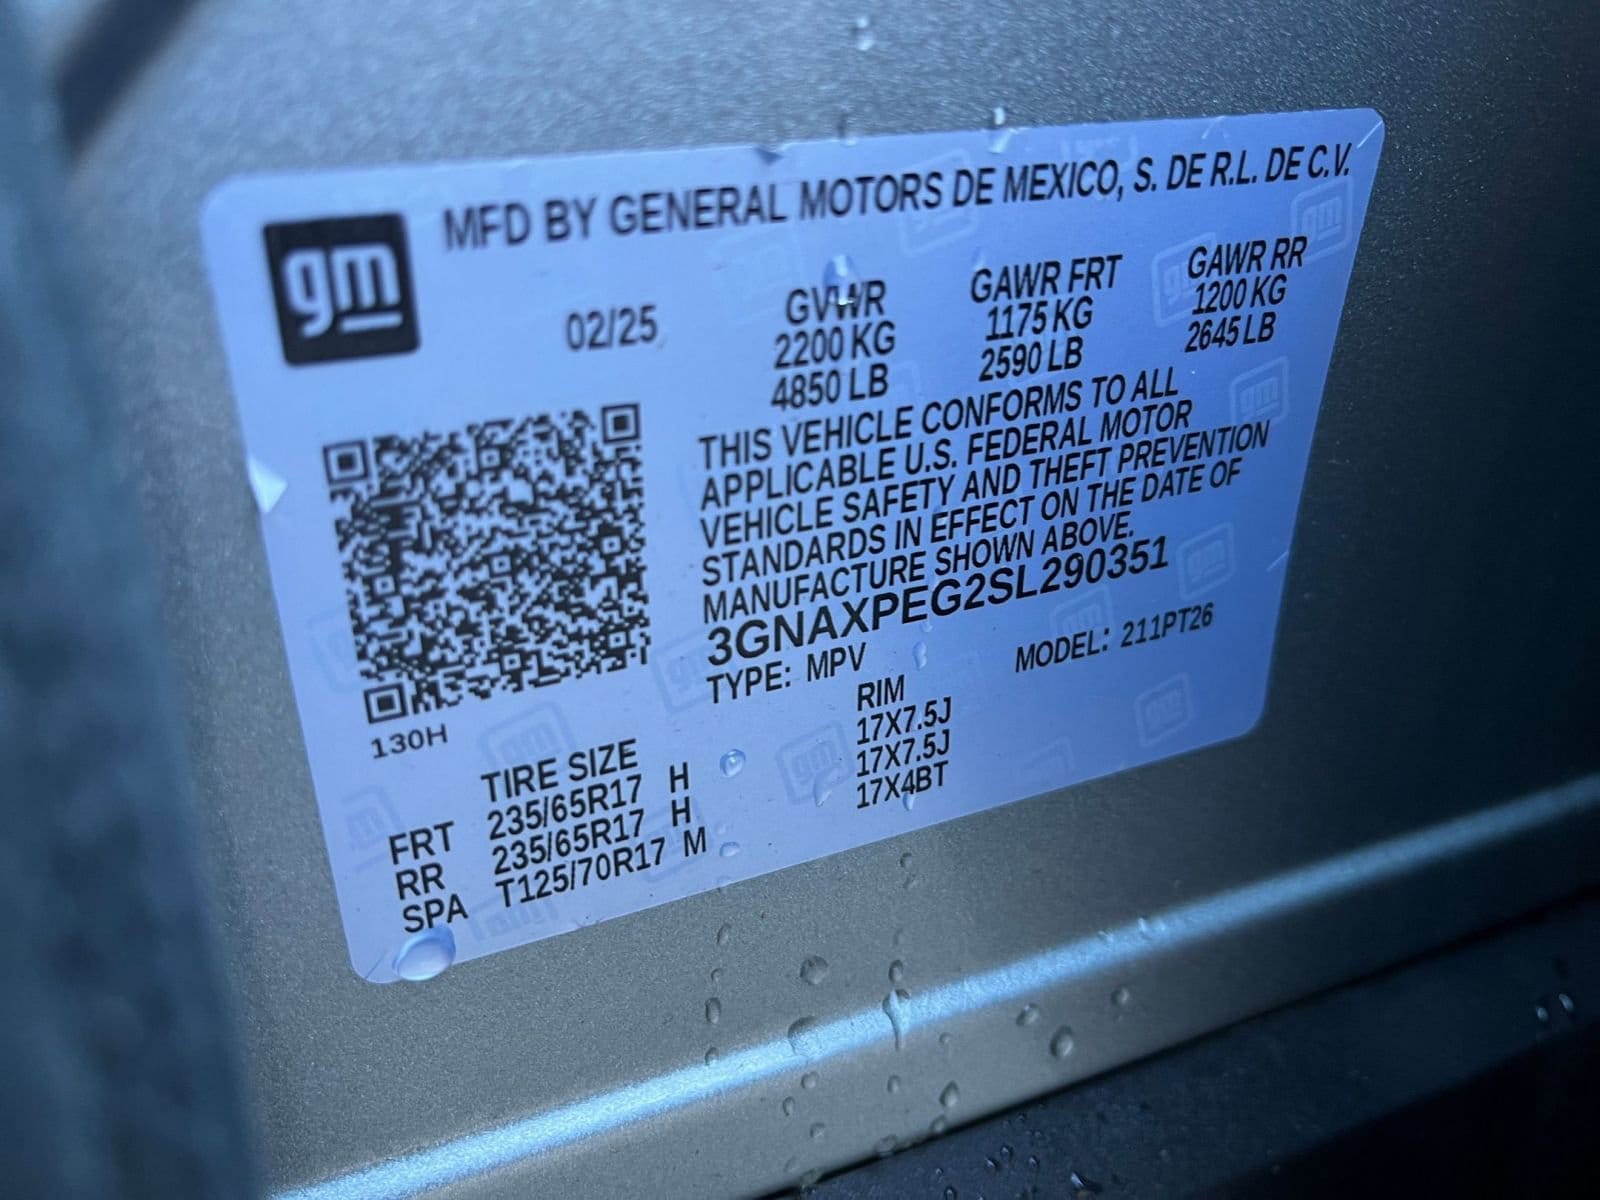 gm
MFD BY GENERAL MOTORS DE MEXICO, S. DE R.L. DE C.V.
02/25
GVWR
2200 KG
4850 LB
GAWR FRT
1175 KG
2590 LB
GAWR RR
1200 KG
2645 LB
THIS VEHICLE CONFORMS TO ALL
APPLICABLE U.S. FEDERAL MOTOR
VEHICLE SAFETY AND THEFT PREVENTION
STANDARDS IN EFFECT ON THE DATE OF
MANUFACTURE SHOWN ABOVE.
3GNAXPEG2SL290351
TYPE: MPV
MODEL: 211PT26
130H
TIRE SIZE
RIM
FRT 235/65R17 H 17X7.5J
RR 235/65R17 H 17X7.5J
SPA T125/70R17 M 17X4BT